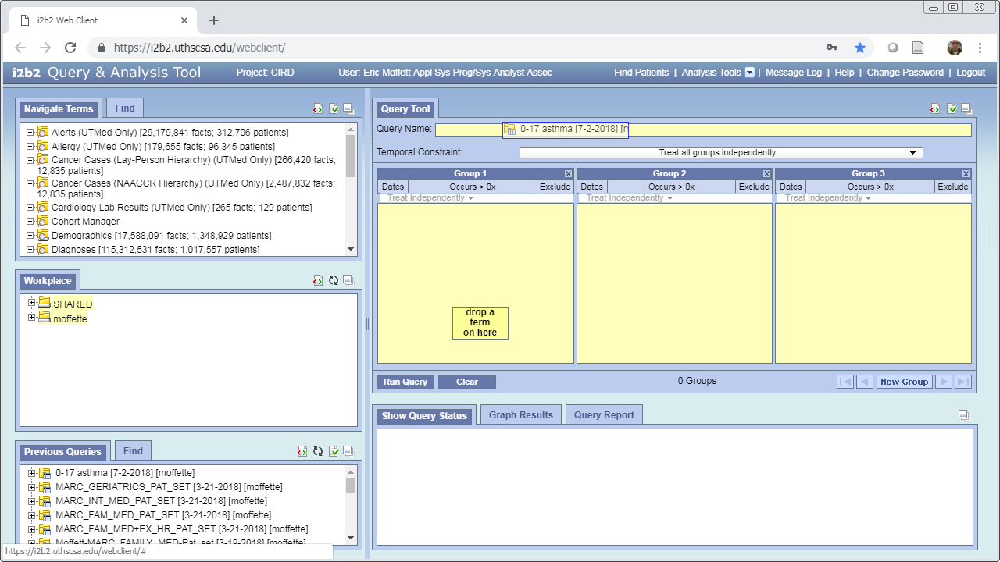 i2b2 Web Client
https://i2b2.uthscsa.edu/webclient/
i2b2 Query & Analysis Tool
Project: CIRD
User: Eric Moffett Appl Sys Prog/Sys Analyst Assoc
Find Patients | Analysis Tools | Message Log | Help | Change Password | Logout
Navigate Terms
Find
Alerts (UTMed Only) [29,179,841 facts; 312,706 patients]
Allergy (UTMed Only) [179,655 facts; 96,345 patients]
Cancer Cases (Lay-Person Hierarchy) (UTMed Only) [266,420 facts;
12,835 patients]
Cancer Cases (NAACCR Hierarchy) (UTMed Only) [2,487,832 facts;
12,835 patients]
Cardiology Lab Results (UTMed Only) [265 facts; 129 patients]
Cohort Manager
Demographics [17,588,091 facts; 1,348,929 patients]
Diagnoses [115,312,531 facts; 1,017,557 patients]
Workplace
SHARED
moffette
Previous Queries
Find
0-17 asthma [7-2-2018] [moffette]
MARC_GERIATRICS_PAT_SET [3-21-2018] [moffette]
MARC_INT_MED_PAT_SET [3-21-2018] [moffette]
MARC_FAM_MED_PAT_SET [3-21-2018] [moffette]
MARC_FAM_MED+EX_HR_PAT_SET [3-21-2018] [moffette]
Moffett-MARC_FAMILY_MED-Pat_set [3-19-2018] [moffette]
https://i2b2.uthscsa.edu/webclient/#
Query Tool
Query Name:
0-17 asthma [7-2-2018] [m
Temporal Constraint:
Treat all groups independently
Group 1
Dates
Occurs > 0x
Exclude
Treat Independently
drop a
term
on here
Group 2
Dates
Occurs > 0x
Exclude
Treat Independently
Group 3
Dates
Occurs > 0x
Exclude
Treat Independently
Run Query
Clear
0 Groups
New Group
Show Query Status
Graph Results
Query Report